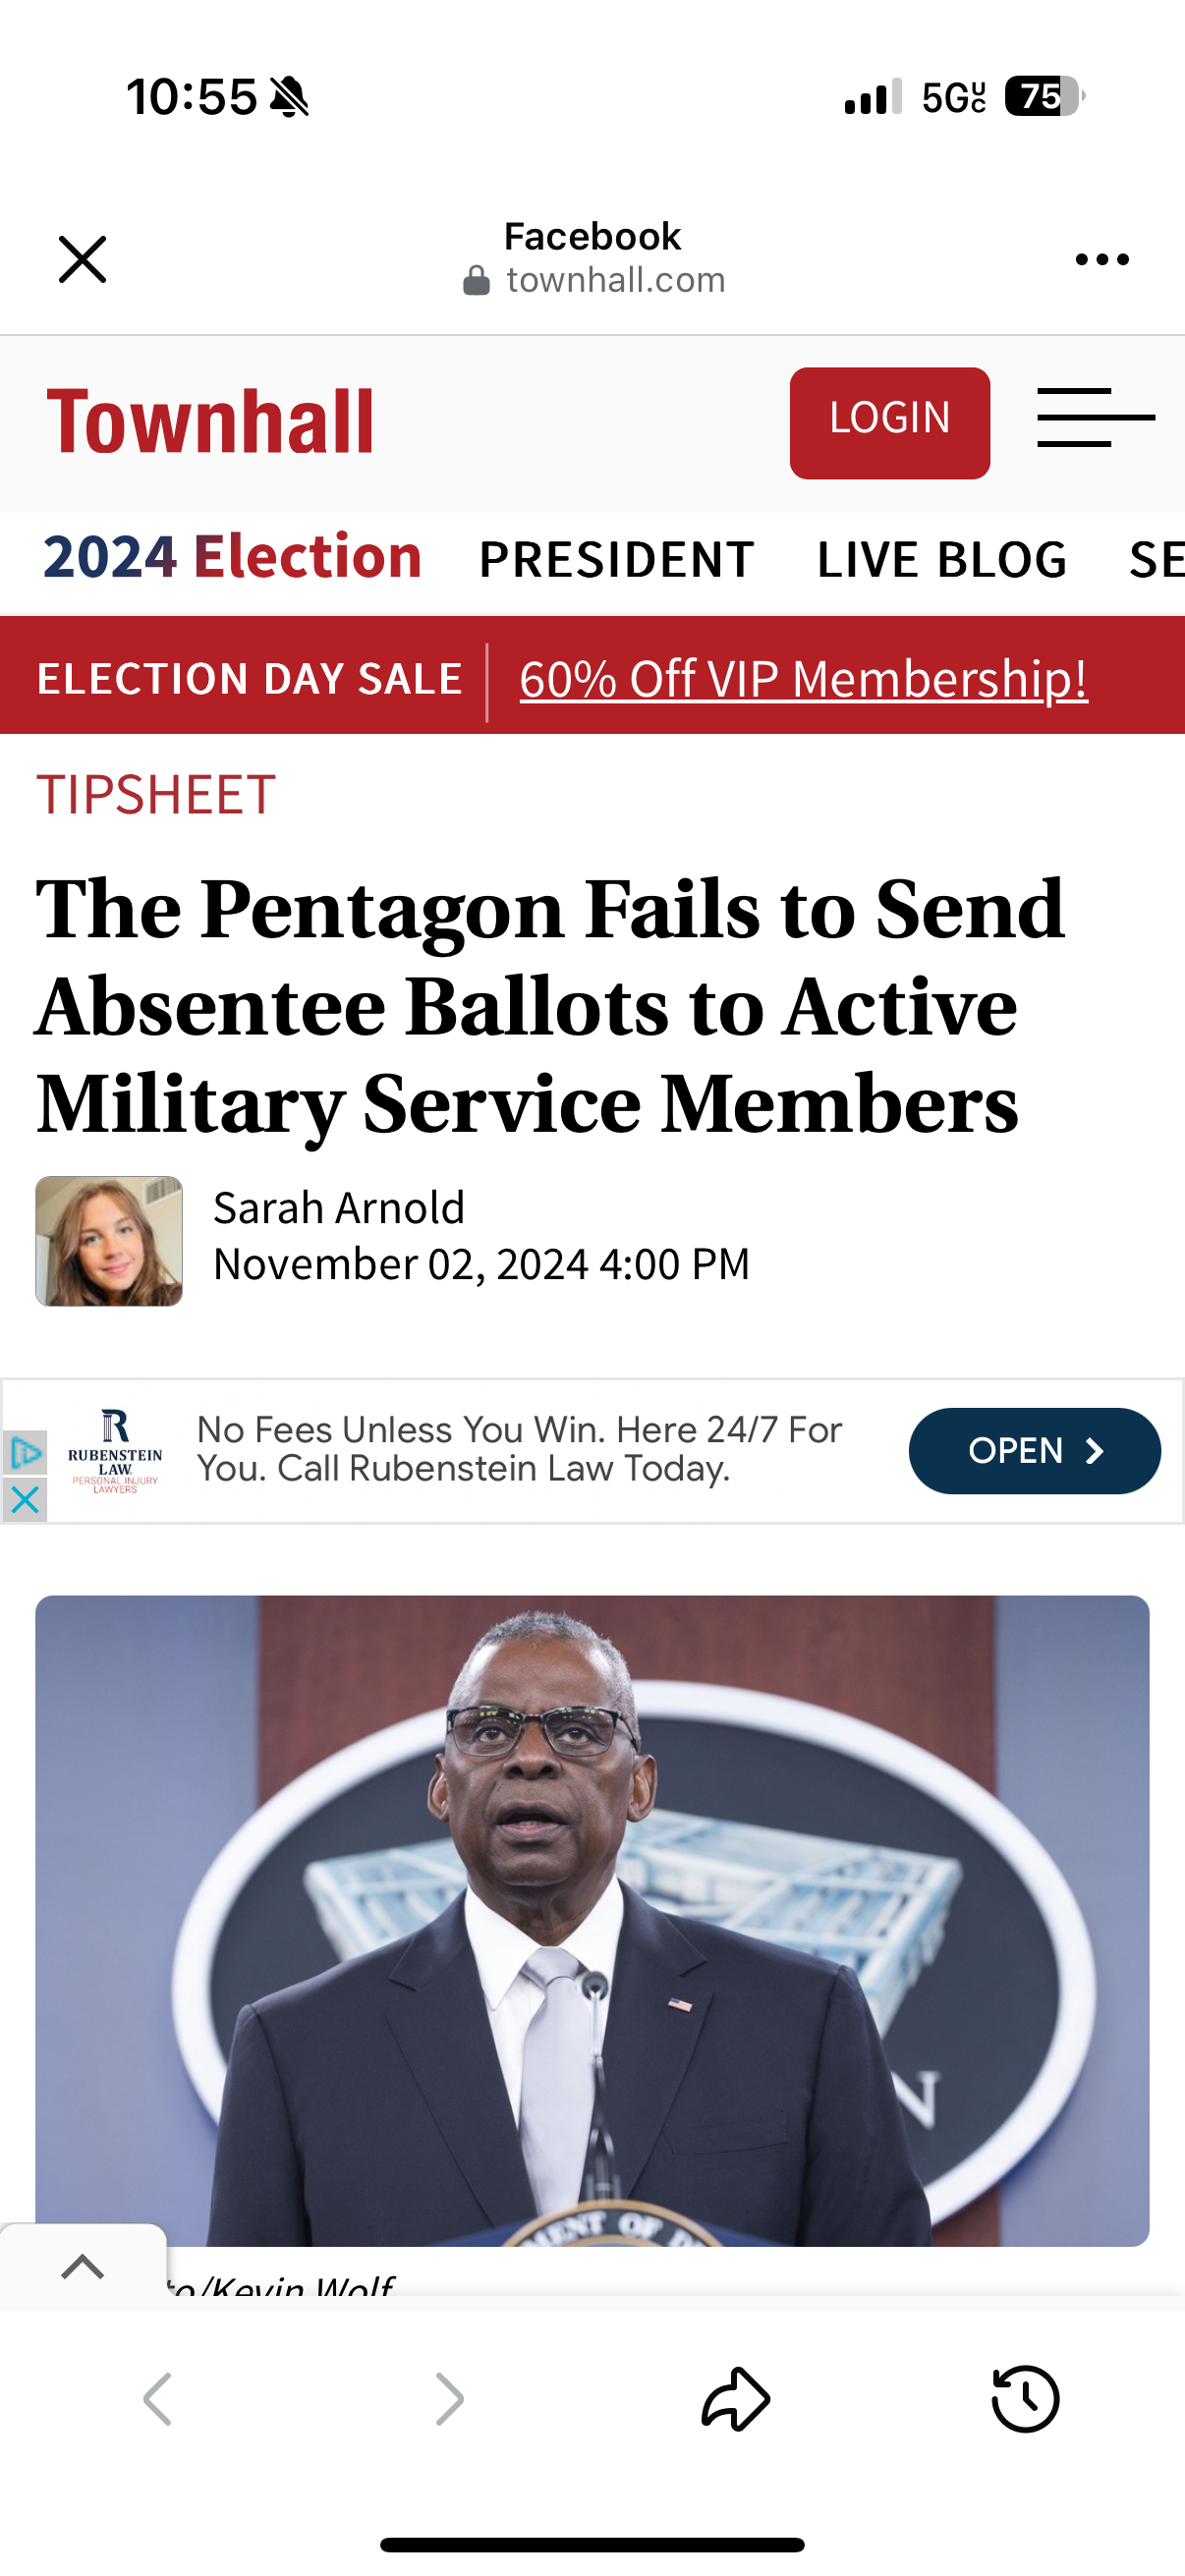 10:55
5G UC 75
Facebook
townhall.com
Townhall
LOGIN
2024 Election PRESIDENT LIVE BLOG SE
ELECTION DAY SALE 60% Off VIP Membership!
TIPSHEET
The Pentagon Fails to Send
Absentee Ballots to Active
Military Service Members
Sarah Arnold
November 02, 2024 4:00 PM
R
RUBENSTEIN
LAW
PERSONAL INJURY
LAWYERS
No Fees Unless You Win. Here 24/7 For
You. Call Rubenstein Law Today.
OPEN
N
MENT OF D
to/Kevin Wolf